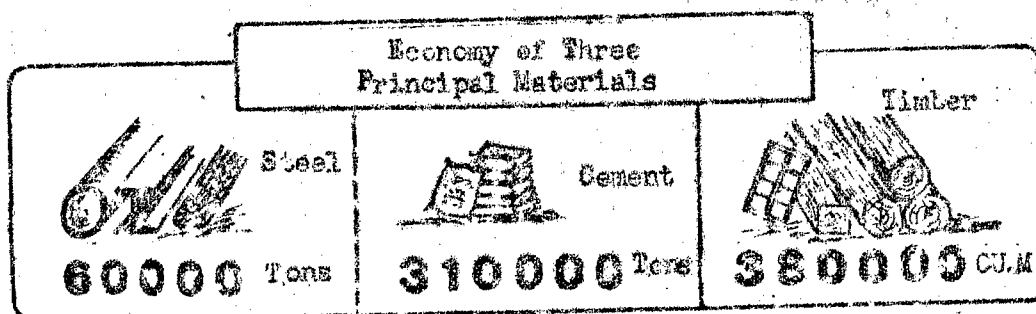 Economy of Three
Principal Materials
Steel
60000 Tons
Cement
310000 Tons
Timber
380000 CU.M